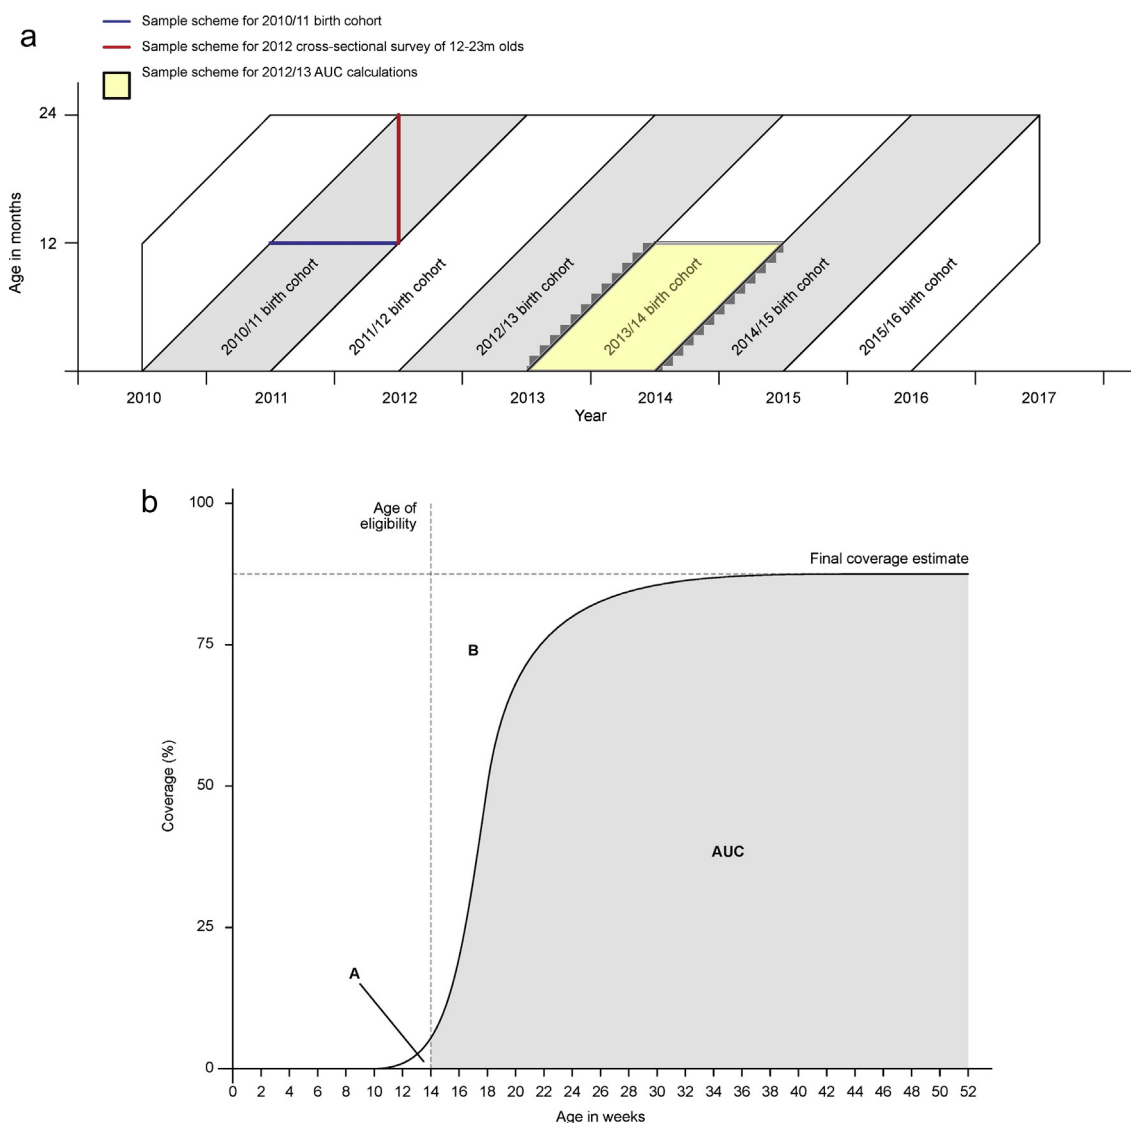 a
Sample scheme for 2010/11 birth cohort
Sample scheme for 2012 cross-sectional survey of 12-23m olds
Sample scheme for 2012/13 AUC calculations
24
12
Age in months
2010/11 birth cohort
2011/12 birth cohort
2012/13 birth cohort
2013/14 birth cohort
2014/15 birth cohort
2015/16 birth cohort
2010 2011 2012 2013 2014 2015 2016 2017
Year
b
100
75
50
25
0
Coverage (%)
Age of
eligibility
Final coverage estimate
B
AUC
A
0 2 4 6 8 10 12 14 16 18 20 22 24 26 28 30 32 34 36 38 40 42 44 46 48 50 52
Age in weeks